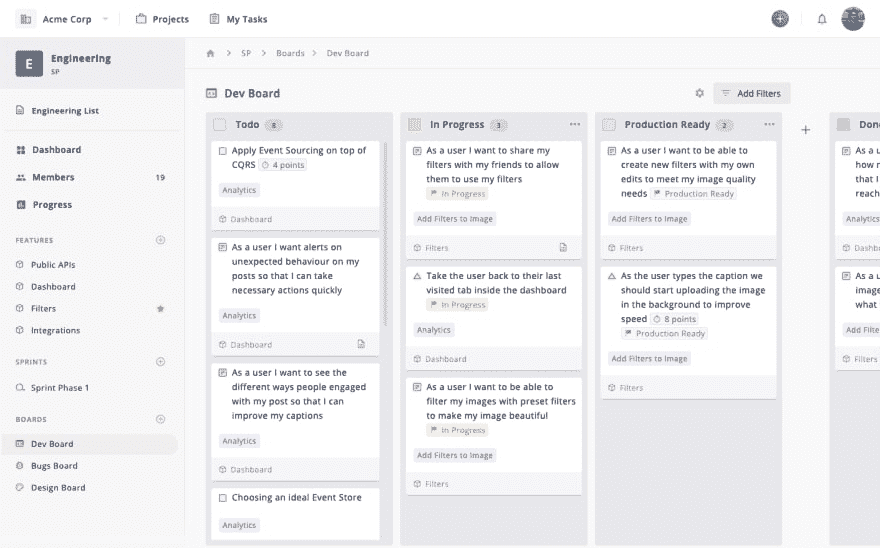 Acme Corp
Projects
My Tasks
E
Engineering
SP
Engineering List
Dashboard
Members 19
Progress
FEATURES
Public APIs
Dashboard
Filters
Integrations
SPRINTS
Sprint Phase 1
BOARDS
Dev Board
Bugs Board
Design Board
SP > Boards > Dev Board
Dev Board
Add Filters
Todo 8
Apply Event Sourcing on top of
CQRS 4 points
Analytics
Dashboard
As a user I want alerts on
unexpected behaviour on my
posts so that I can take
necessary actions quickly
Analytics
Dashboard
As a user I want to see the
different ways people engaged
with my post so that I can
improve my captions
Analytics
Dashboard
Choosing an ideal Event Store
Analytics
In Progress 3
As a user I want to share my
filters with my friends to allow
them to use my filters
In Progress
Add Filters to Image
Filters
Take the user back to their last
visited tab inside the dashboard
In Progress
Analytics
Dashboard
As a user I want to be able to
filter my images with preset filters
to make my image beautiful
In Progress
Add Filters to Image
Filters
Production Ready 2
As a user I want to be able to
create new filters with my own
edits to meet my image quality
needs Production Ready
Add Filters to Image
Filters
As the user types the caption we
should start uploading the image
in the background to improve
speed 8 points
Production Ready
Add Filters to Image
Filters
Done
As a u
how r
that I
reach
Analytics
Dashb
As a u
image
what
Add Filte
Filters